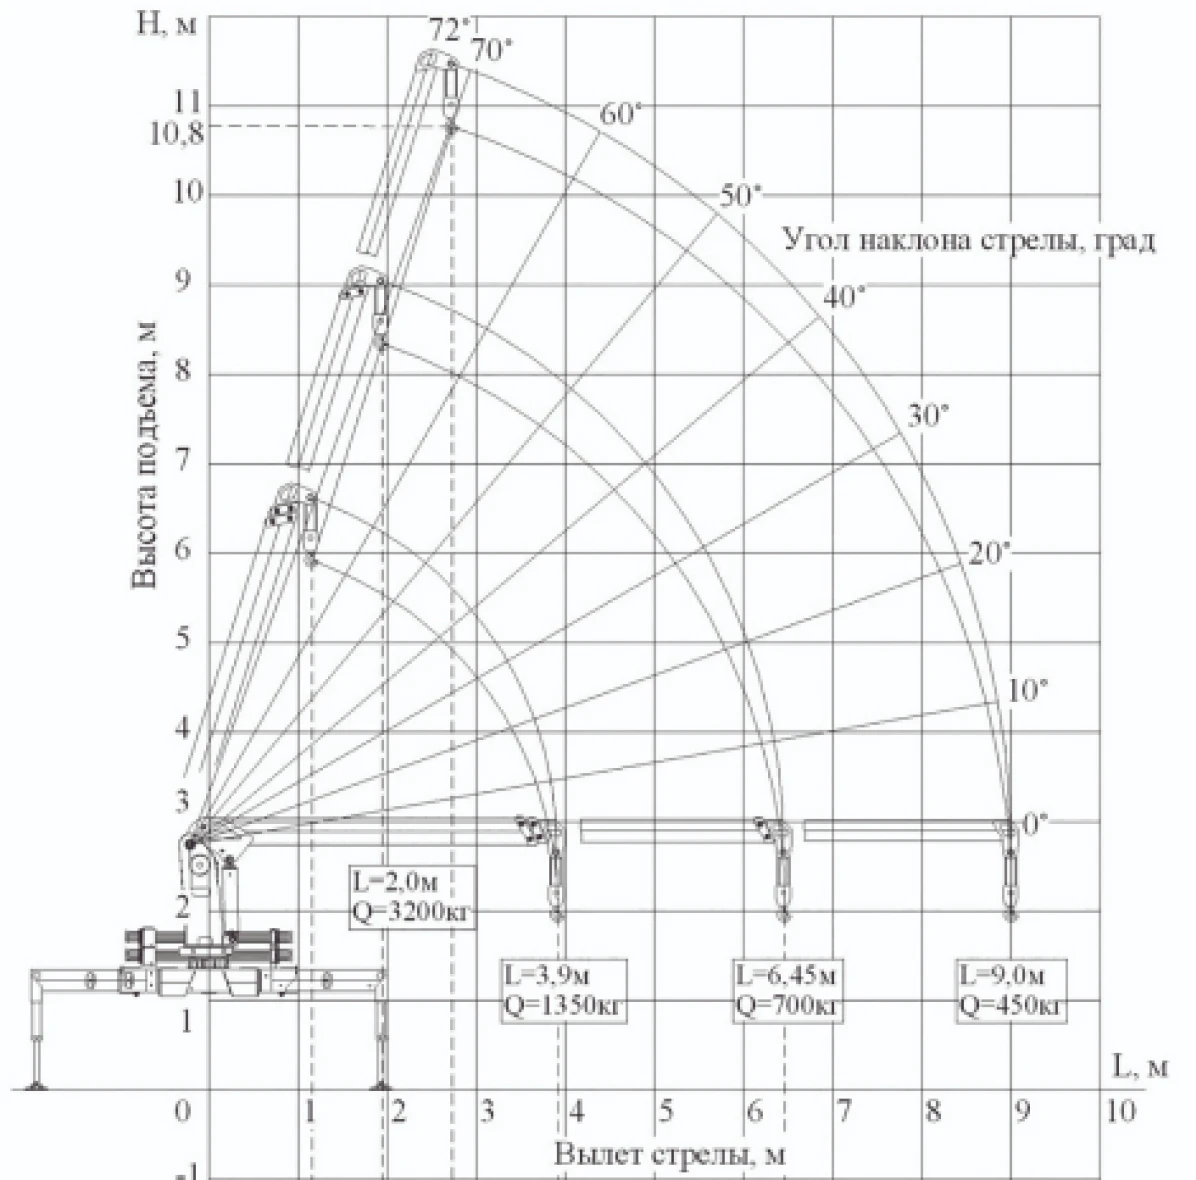 H, м
72°
70°
11
60°
10,8
10
50°
Угол наклона стрелы, град
9
40°
Высота подъема, м
8
30°
7
6
20°
5
10°
4
3
0°
L=2,0м
Q=3200кг
2
L=3,9м
Q=1350кг
L=6,45м
Q=700кг
L=9,0м
Q=450кг
1
L, м
0 1 2 3 4 5 6 7 8 9 10
Вылет стрелы, м
-1